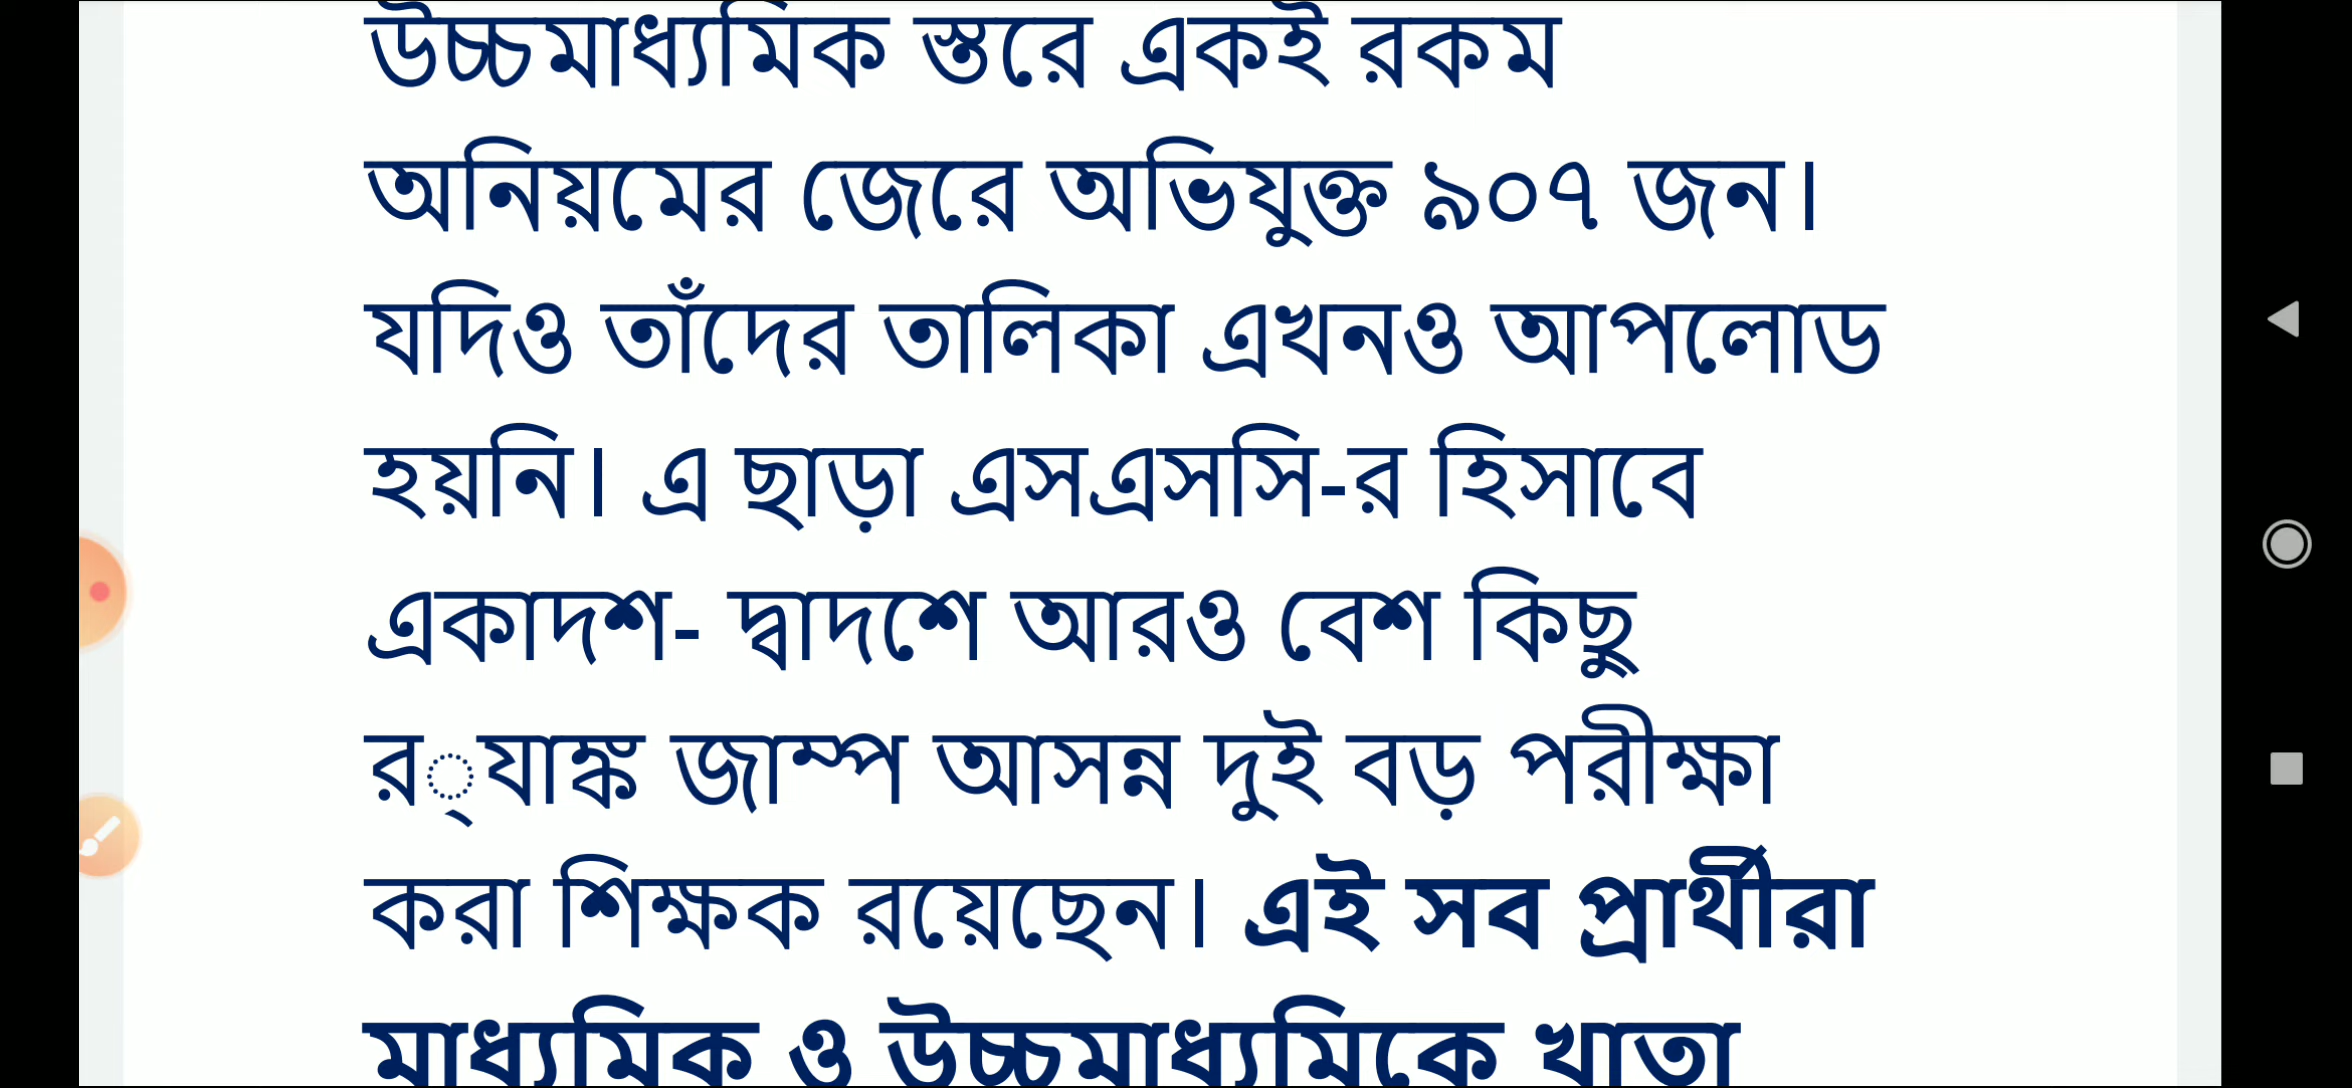 উচ্চমাধ্যমিক স্তরে একই রকম
অনিয়মের জেরে অভিযুক্ত ৯০৭ জন।
যদিও তাঁদের তালিকা এখনও আপলোড
হয়নি। এ ছাড়া এসএসসি-র হিসাবে
একাদশ- দ্বাদশে আরও বেশ কিছু
র‌্যাঙ্ক জাম্প আসন্ন দুই বড় পরীক্ষা
করা শিক্ষক রয়েছেন। এই সব প্রার্থীরা
মাধ্যমিক ও উচ্চমাধ্যমিকে খাতা